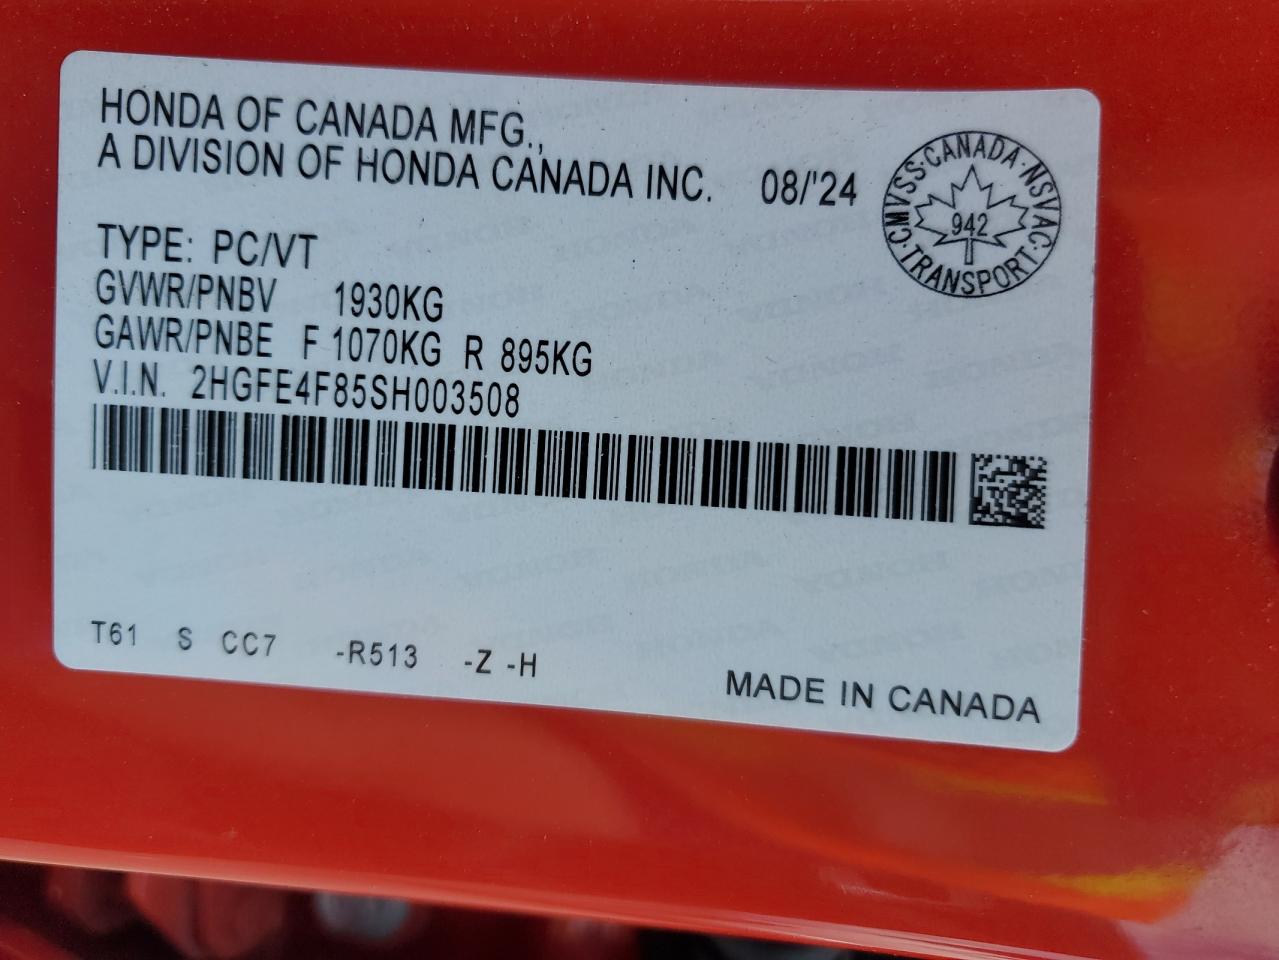 HONDA OF CANADA MFG.,
A DIVISION OF HONDA CANADA INC. 08/'24
CMVSS·CANADA·NSVAC·TRANSPORT·
942
TYPE: PC/VT
GVWR/PNBV 1930KG
GAWR/PNBE F 1070KG R 895KG
V.I.N. 2HGFE4F85SH003508
T61 S CC7 -R513 -Z -H
MADE IN CANADA